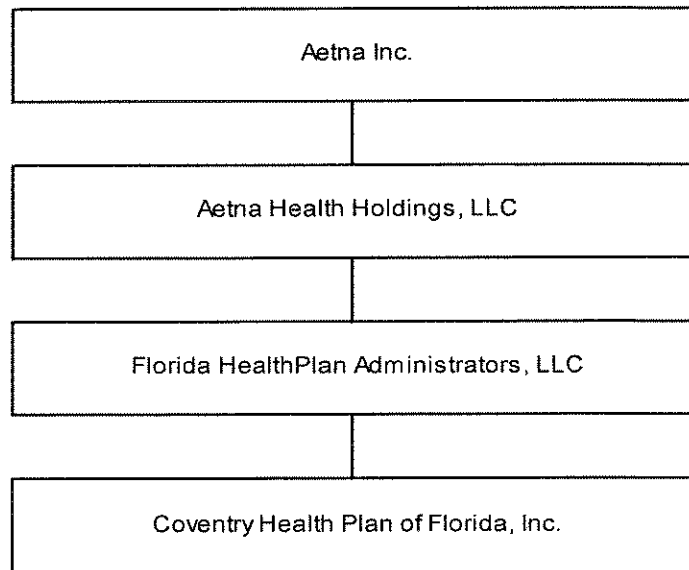 Aetna Inc.
Aetna Health Holdings, LLC
Florida HealthPlan Administrators, LLC
Coventry Health Plan of Florida, Inc.